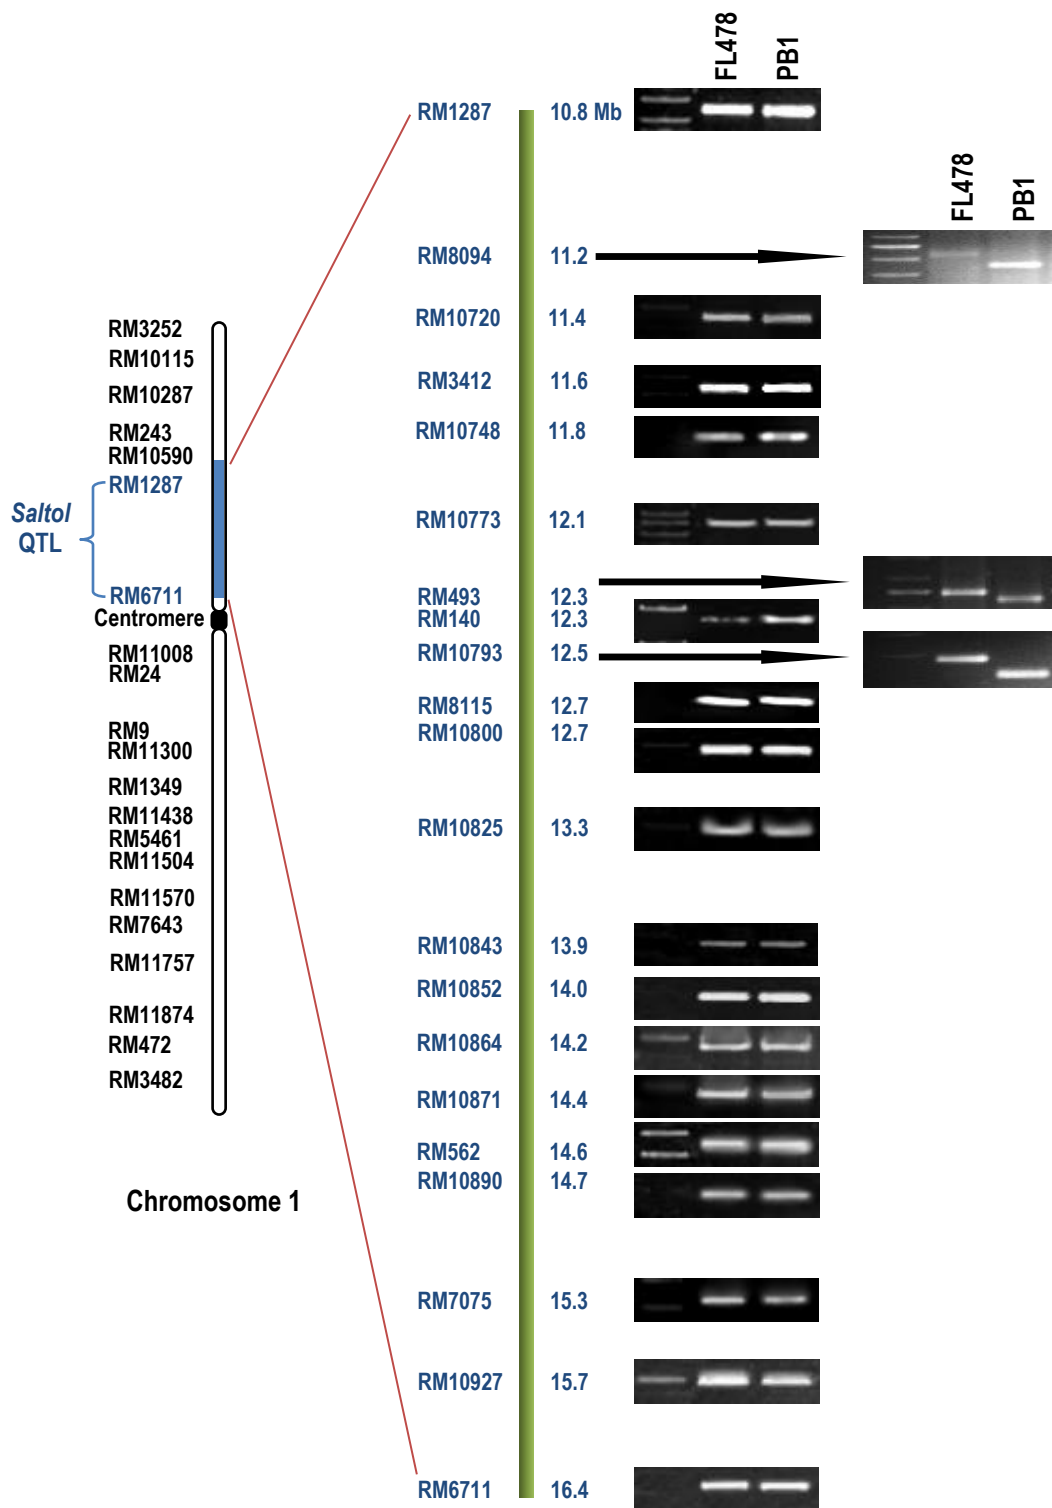 FL478
PB1
RM1287 10.8 Mb
FL478
PB1
RM8094 11.2
RM10720 11.4
RM3412 11.6
RM10748 11.8
RM10773 12.1
RM493 12.3
RM140 12.3
RM10793 12.5
RM8115 12.7
RM10800 12.7
RM10825 13.3
RM10843 13.9
RM10852 14.0
RM10864 14.2
RM10871 14.4
RM562 14.6
RM10890 14.7
RM7075 15.3
RM10927 15.7
RM6711 16.4
RM3252
RM10115
RM10287
RM243
RM10590
RM1287
Saltol
QTL
RM6711
Centromere
RM11008
RM24
RM9
RM11300
RM1349
RM11438
RM5461
RM11504
RM11570
RM7643
RM11757
RM11874
RM472
RM3482
Chromosome 1